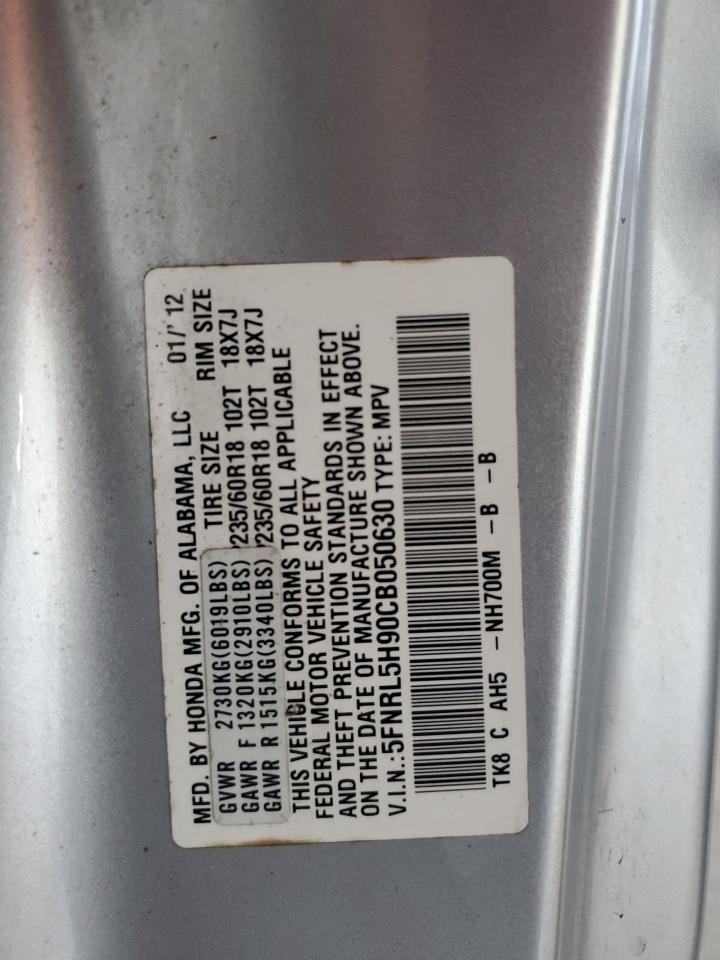 MFD. BY HONDA MFG. OF ALABAMA, LLC 01/'12
GVWR 2730KG(6019LBS) TIRE SIZE RIM SIZE
GAWR F 1320KG(2910LBS) P235/60R18 102T 18X7J
GAWR R 1515KG(3340LBS) P235/60R18 102T 18X7J
THIS VEHICLE CONFORMS TO ALL APPLICABLE
FEDERAL MOTOR VEHICLE SAFETY
AND THEFT PREVENTION STANDARDS IN EFFECT
ON THE DATE OF MANUFACTURE SHOWN ABOVE.
V.I.N.:5FNRL5H90CB050630 TYPE: MPV
TK8 C AH5 -NH700M -B -B